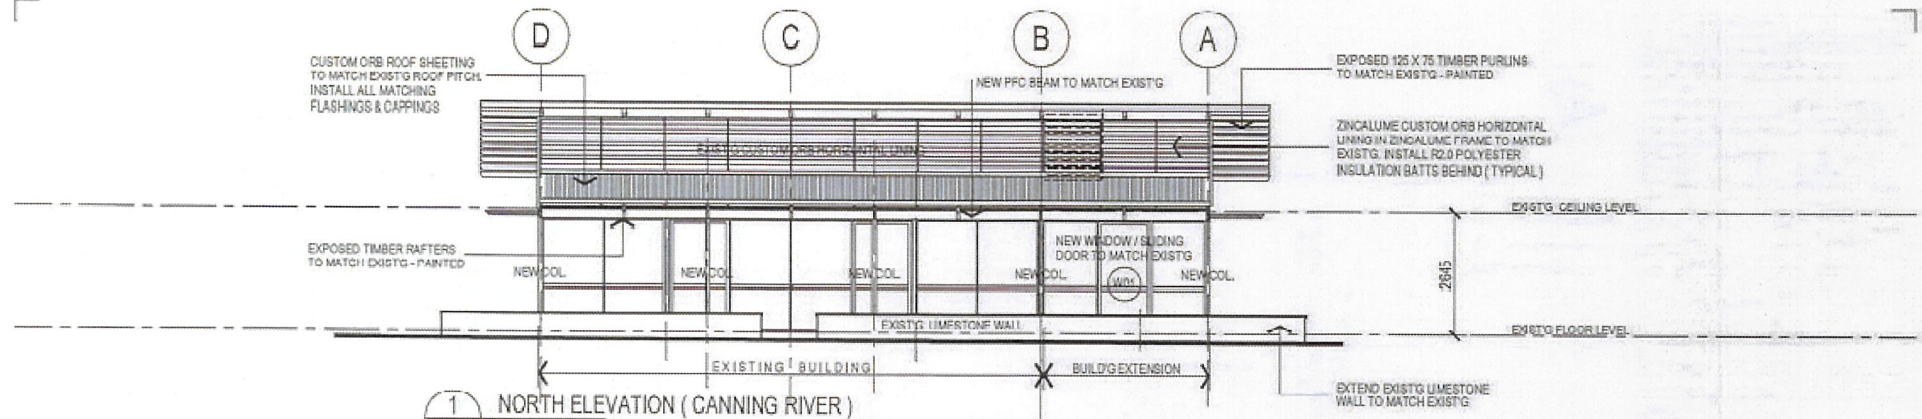 D
C
B
A
CUSTOM ORB ROOF SHEETING
TO MATCH EXIST'G ROOF PITCH.
INSTALL ALL MATCHING
FLASHINGS & CAPPINGS
NEW PFC BEAM TO MATCH EXIST'G
EXPOSED 125 X 75 TIMBER PURLINS
TO MATCH EXIST'G - PAINTED
ZINCALUME CUSTOM ORB HORIZONTAL
LINING IN ZINCALUME FRAME TO MATCH
EXIST'G. INSTALL R2.0 POLYESTER
INSULATION BATTS BEHIND ( TYPICAL )
EXIST'G CUSTOM ORB HORIZONTAL LINING
EXIST'G CEILING LEVEL
EXPOSED TIMBER RAFTERS
TO MATCH EXIST'G - PAINTED
NEW WINDOW / SLIDING
DOOR TO MATCH EXIST'G
NEW COL.
NEW COL.
NEW COL.
NEW COL.
NEW COL.
W01
2645
EXIST'G LIMESTONE WALL
EXIST'G FLOOR LEVEL
EXISTING BUILDING
BUILD'G EXTENSION
EXTEND EXIST'G LIMESTONE
WALL TO MATCH EXIST'G
1 NORTH ELEVATION ( CANNING RIVER )